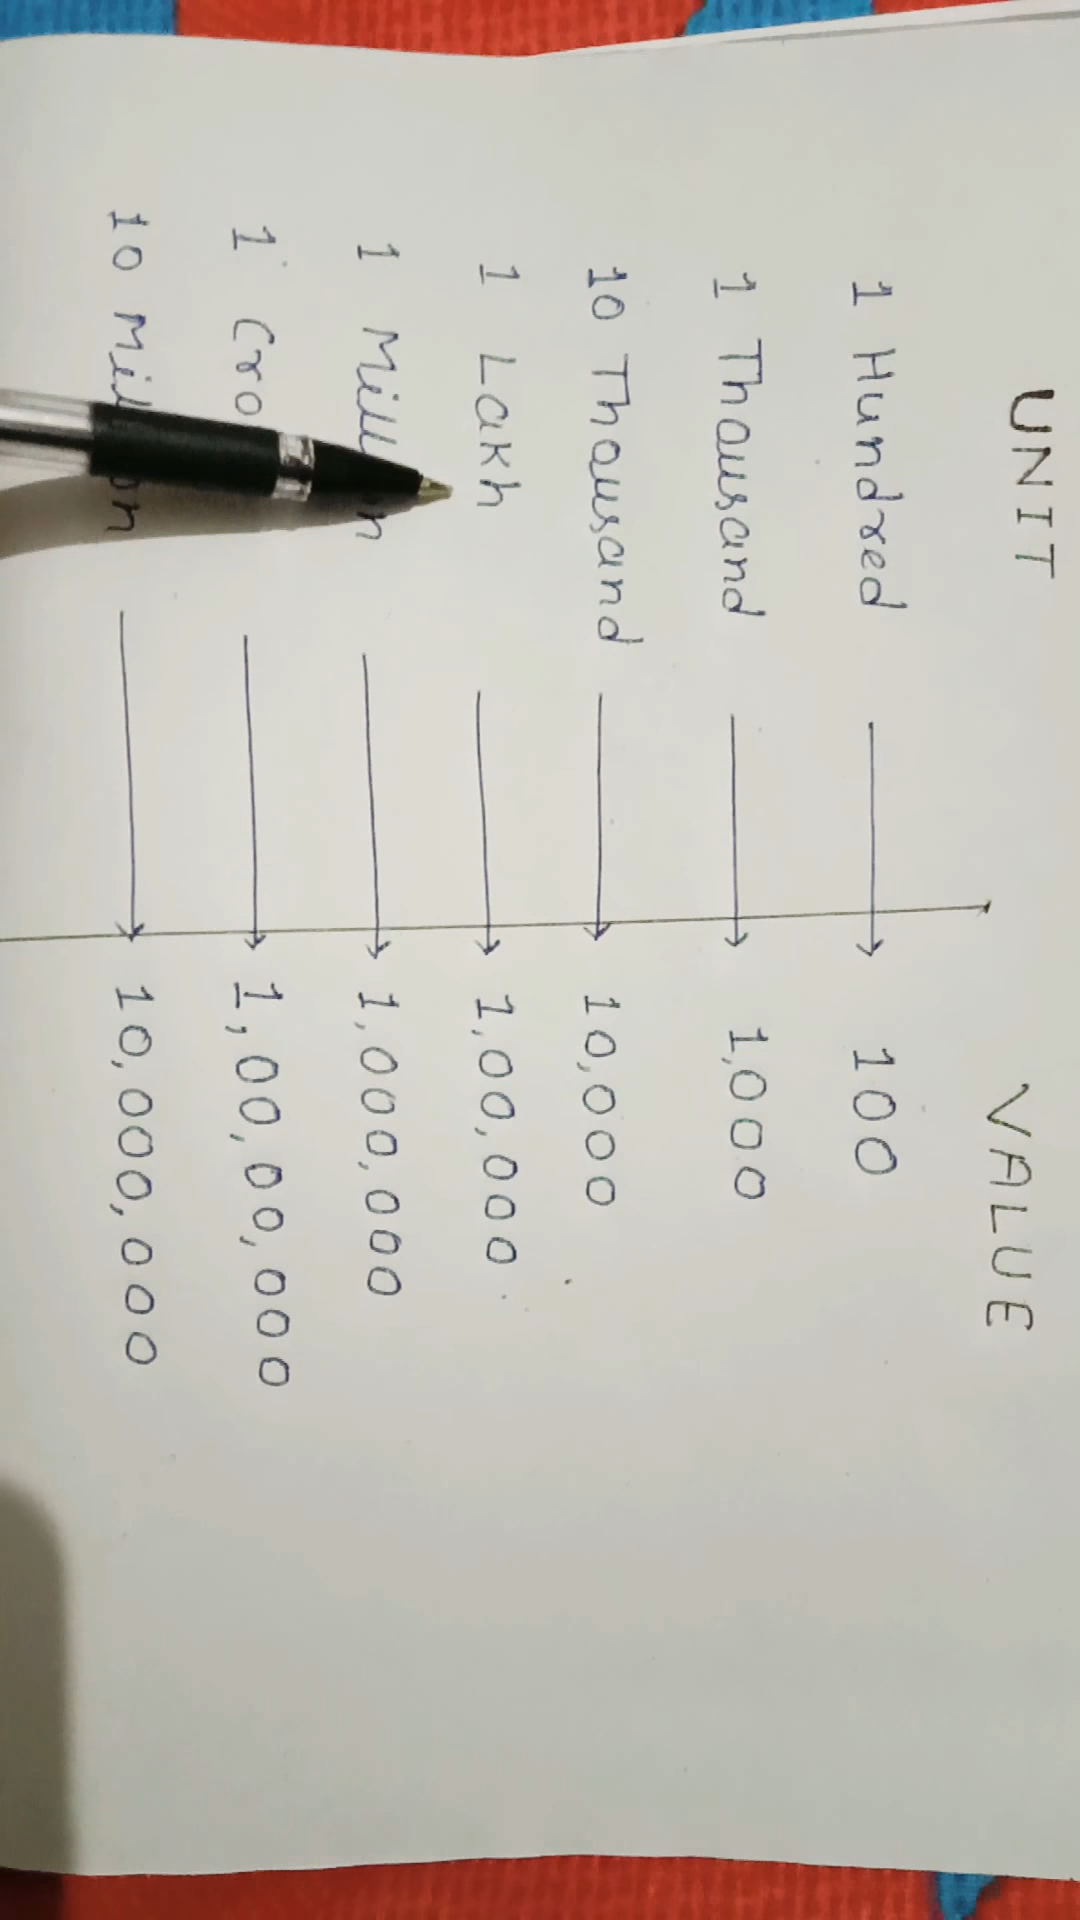 UNIT VALUE
1 Hundred → 100
1 Thousand → 1,000
10 Thousand → 10,000
1 Lakh → 1,00,000
1 → 1,000,000
1 → 1,00,00,000
10 → 10,000,000